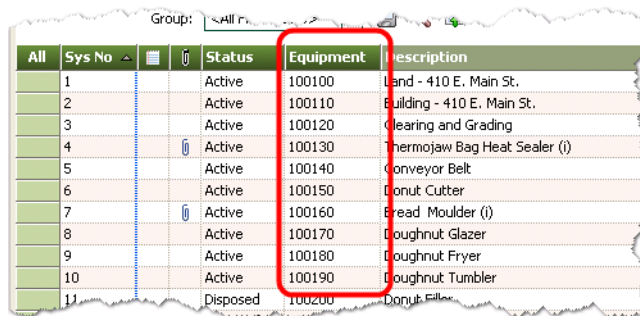 Group:
All Sys No Status Equipment Description
1 Active 100100 Land - 410 E. Main St.
2 Active 100110 Building - 410 E. Main St.
3 Active 100120 Clearing and Grading
4 Active 100130 Thermojaw Bag Heat Sealer (i)
5 Active 100140 Conveyor Belt
6 Active 100150 Donut Cutter
7 Active 100160 Bread Moulder (i)
8 Active 100170 Doughnut Glazer
9 Active 100180 Doughnut Fryer
10 Active 100190 Doughnut Tumbler
11 Disposed 100200 Donut Filler